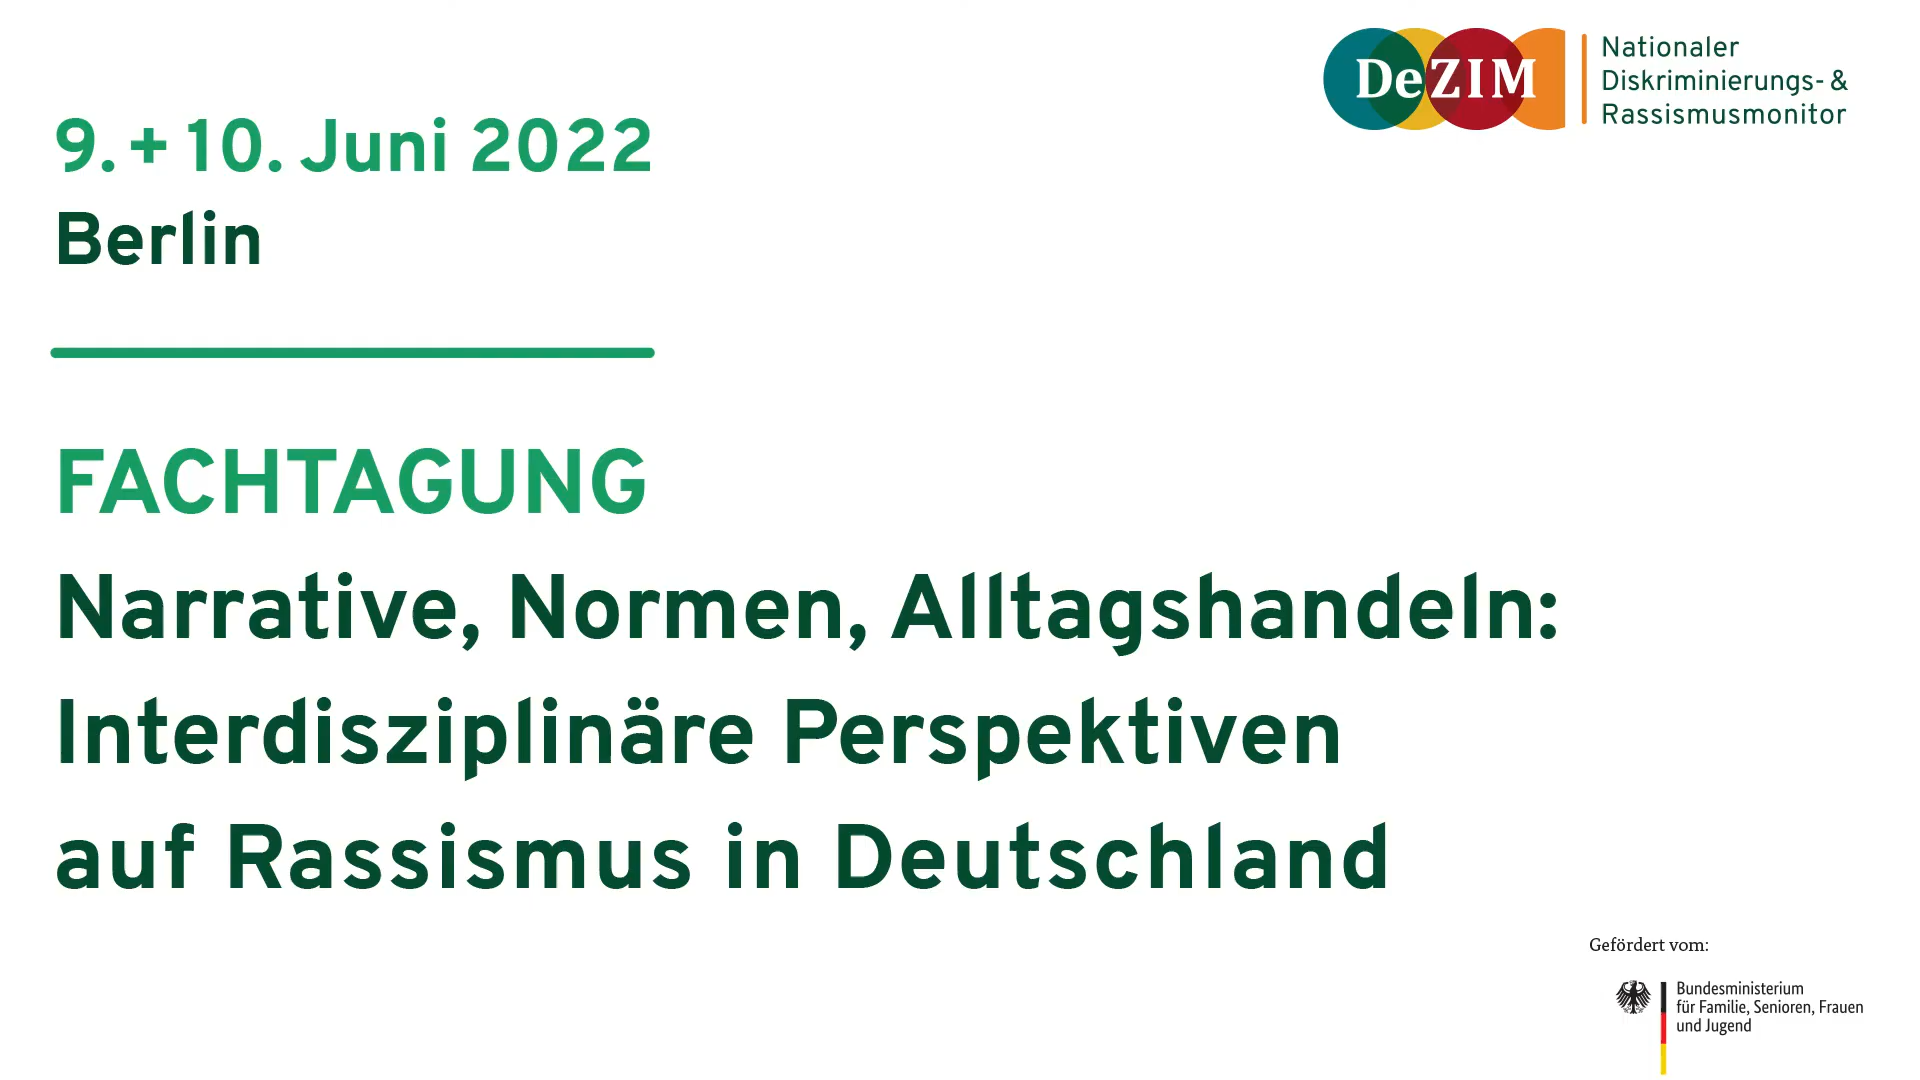 9. + 10. Juni 2022
Berlin
DeZIM
Nationaler
Diskriminierungs- &
Rassismusmonitor
FACHTAGUNG
Narrative, Normen, Alltagshandeln:
Interdisziplinäre Perspektiven
auf Rassismus in Deutschland
Gefördert vom:
Bundesministerium
für Familie, Senioren, Frauen
und Jugend